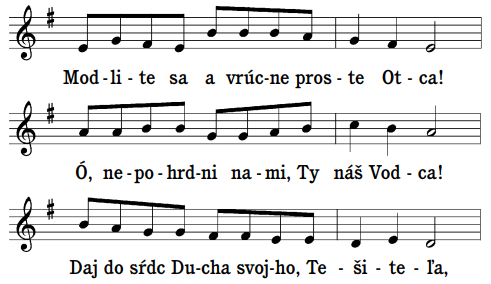 Mod - li - te sa a vrúc - ne pros - te Ot - ca!
Ó, ne - po - hrd - ni na - mi, Ty náš Vod - ca!
Daj do sŕdc Du - cha svoj - ho, Te - ši - te - ľa,